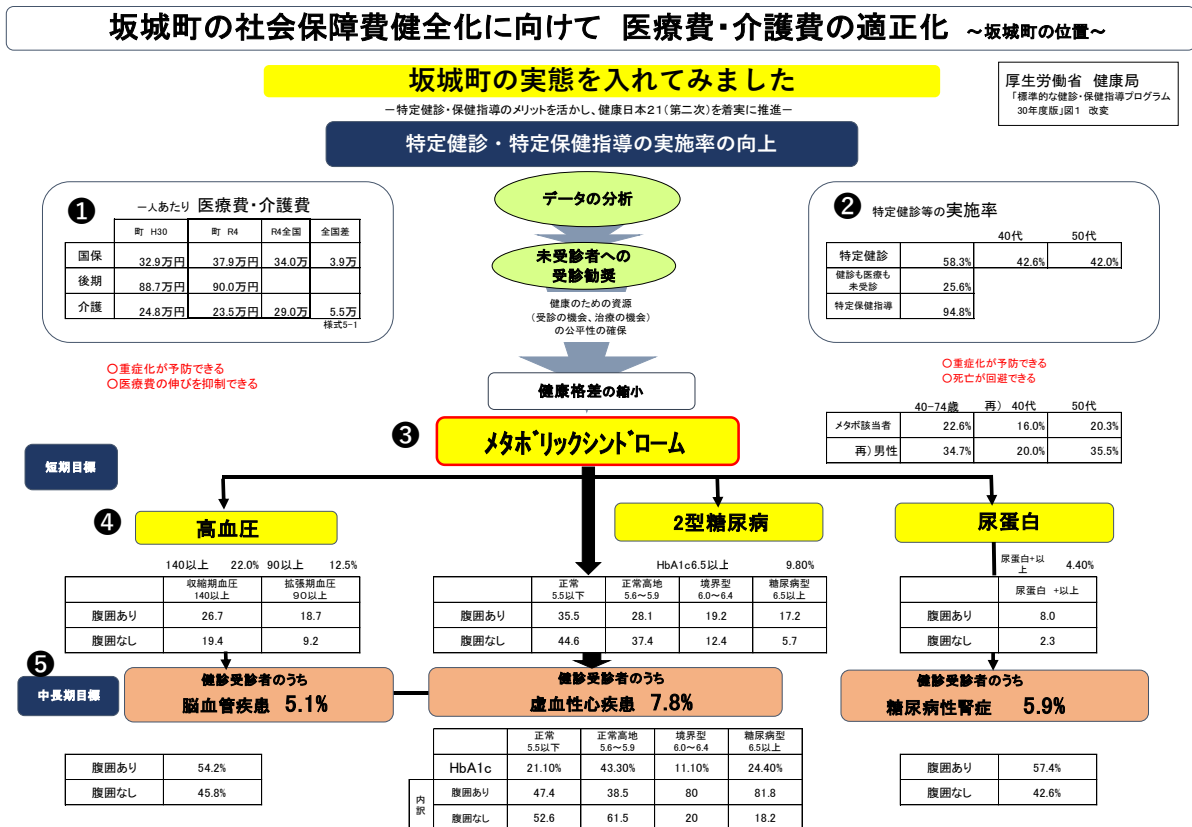 坂城町の社会保障費健全化に向けて 医療費・介護費の適正化 ～坂城町の位置～
坂城町の実態を入れてみました
－特定健診・保健指導のメリットを活かし、健康日本21(第二次)を着実に推進－
厚生労働省 健康局
「標準的な健診・保健指導プログラム
30年度版」図1 改変
特定健診・特定保健指導の実施率の向上
❶ 一人あたり 医療費・介護費
町 H30 町 R4 R4全国 全国差
国保 32.9万円 37.9万円 34.0万 3.9万
後期 88.7万円 90.0万円
介護 24.8万円 23.5万円 29.0万 5.5万
様式5-1
〇重症化が予防できる
〇医療費の伸びを抑制できる
データの分析
未受診者への
受診勧奨
健康のための資源
(受診の機会、治療の機会)
の公平性の確保
健康格差の縮小
❷ 特定健診等の実施率
40代 50代
特定健診 58.3% 42.6% 42.0%
健診も医療も
未受診 25.6%
特定保健指導 94.8%
〇重症化が予防できる
〇死亡が回避できる
❸ メタボリックシンドローム
40-74歳 再) 40代 50代
メタボ該当者 22.6% 16.0% 20.3%
再)男性 34.7% 20.0% 35.5%
短期目標
❹ 高血圧
140以上 22.0% 90以上 12.5%
収縮期血圧 拡張期血圧
140以上 90以上
腹囲あり 26.7 18.7
腹囲なし 19.4 9.2
2型糖尿病
HbA1c6.5以上 9.80%
正常 正常高地 境界型 糖尿病型
5.5以下 5.6～5.9 6.0～6.4 6.5以上
腹囲あり 35.5 28.1 19.2 17.2
腹囲なし 44.6 37.4 12.4 5.7
尿蛋白
尿蛋白+以
上 4.40%
尿蛋白 +以上
腹囲あり 8.0
腹囲なし 2.3
❺
中長期目標
健診受診者のうち
脳血管疾患 5.1%
健診受診者のうち
虚血性心疾患 7.8%
健診受診者のうち
糖尿病性腎症 5.9%
腹囲あり 54.2%
腹囲なし 45.8%
正常 正常高地 境界型 糖尿病型
5.5以下 5.6～5.9 6.0～6.4 6.5以上
HbA1c 21.10% 43.30% 11.10% 24.40%
内訳
腹囲あり 47.4 38.5 80 81.8
腹囲なし 52.6 61.5 20 18.2
腹囲あり 57.4%
腹囲なし 42.6%